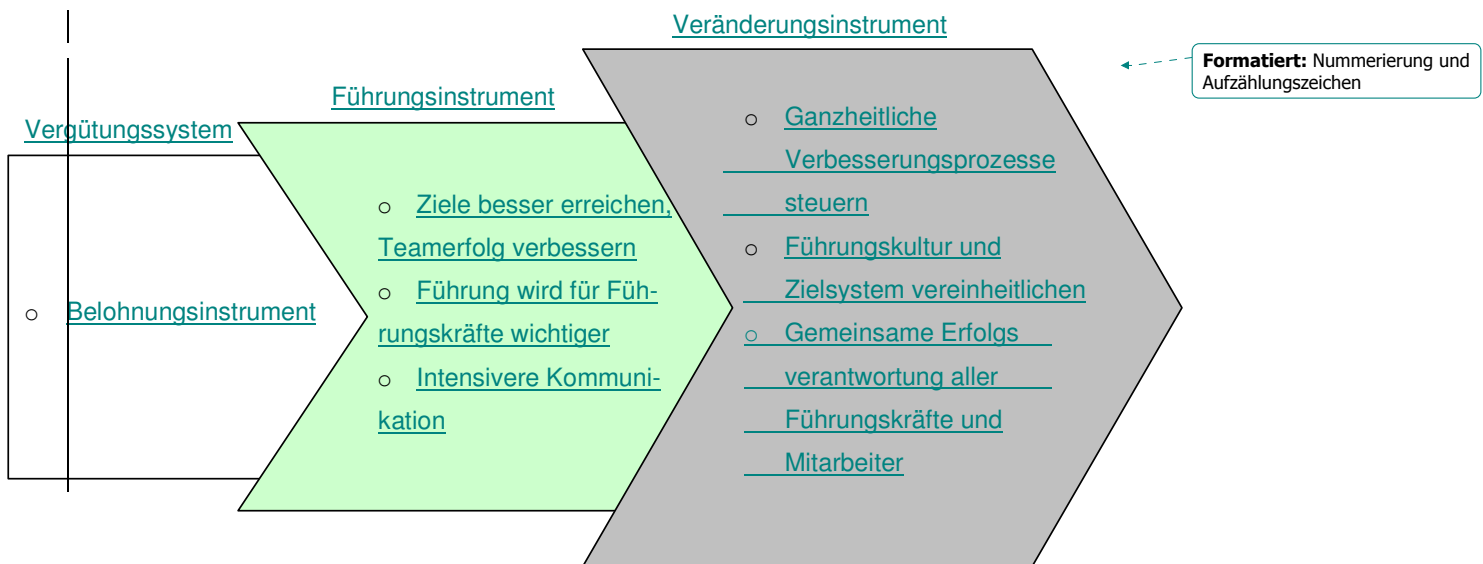 Veränderungsinstrument
Formatiert: Nummerierung und
Aufzählungszeichen
Führungsinstrument
Vergütungssystem
o Belohnungsinstrument
o Ziele besser erreichen,
Teamerfolg verbessern
o Führung wird für Füh-
rungskräfte wichtiger
o Intensivere Kommuni-
kation
o Ganzheitliche
Verbesserungsprozesse
steuern
o Führungskultur und
Zielsystem vereinheitlichen
o Gemeinsame Erfolgs
verantwortung aller
Führungskräfte und
Mitarbeiter